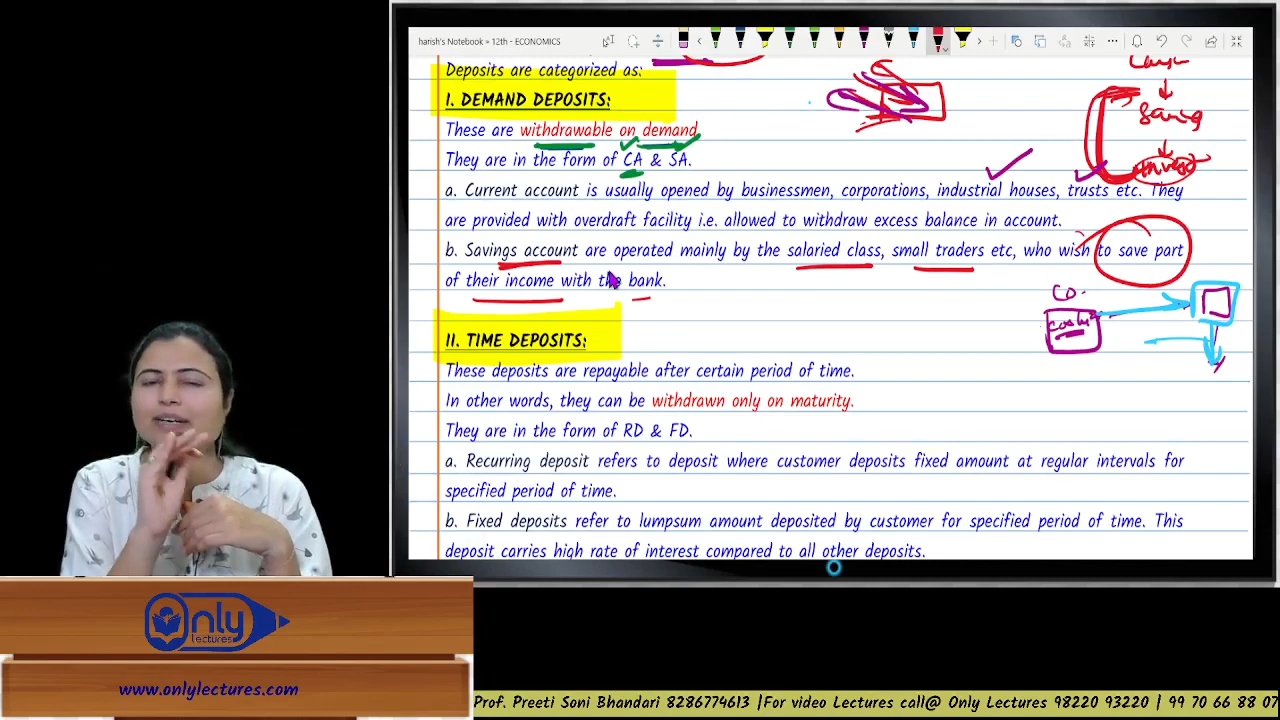 harish's Notebook » 12th - ECONOMICS
Deposits are categorized as:
I. DEMAND DEPOSITS:
These are withdrawable on demand
They are in the form of CA & SA.
a. Current account is usually opened by businessmen, corporations, industrial houses, trusts etc. They
are provided with overdraft facility i.e. allowed to withdraw excess balance in account.
b. Savings account are operated mainly by the salaried class, small traders etc, who wish to save part
of their income with the bank.
II. TIME DEPOSITS:
These deposits are repayable after certain period of time.
In other words, they can be withdrawn only on maturity.
They are in the form of RD & FD.
a. Recurring deposit refers to deposit where customer deposits fixed amount at regular intervals for
specified period of time.
b. Fixed deposits refer to lumpsum amount deposited by customer for specified period of time. This
deposit carries high rate of interest compared to all other deposits.
Saving
Invest
Co.
Only
lectures
www.onlylectures.com
Prof. Preeti Soni Bhandari 8286774613 |For video Lectures call@ Only Lectures 98220 93220 | 99 70 66 88 07